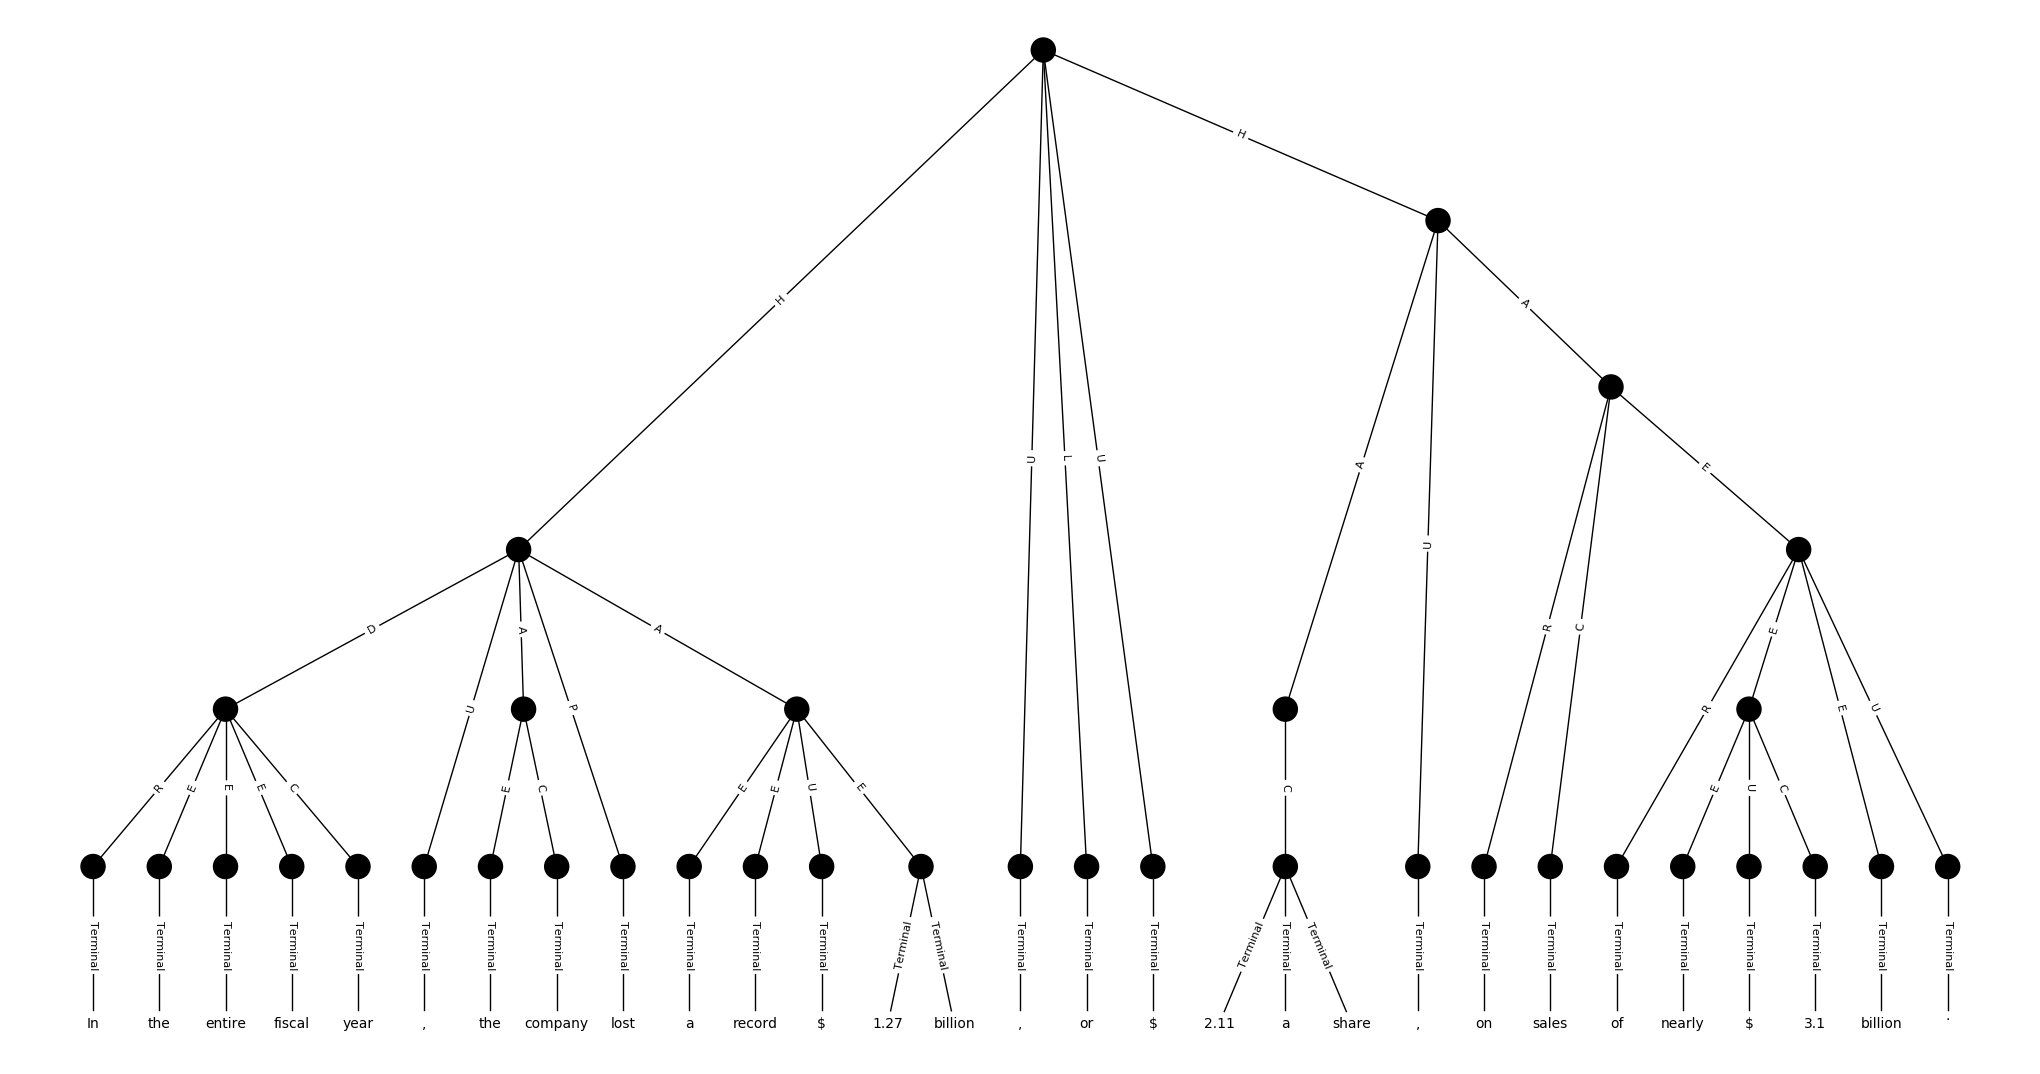 H
H
A
A
U
L
U
E
A
U
D
A
A
R
C
E
U
P
R
E
U
R
E
E
E
C
E
C
E
E
U
E
C
E
U
C
Terminal Terminal Terminal Terminal Terminal Terminal Terminal Terminal Terminal Terminal Terminal Terminal Terminal Terminal Terminal Terminal Terminal Terminal Terminal Terminal Terminal Terminal Terminal Terminal Terminal Terminal Terminal Terminal Terminal
In the entire fiscal year , the company lost a record $ 1.27 billion , or $ 2.11 a share , on sales of nearly $ 3.1 billion .